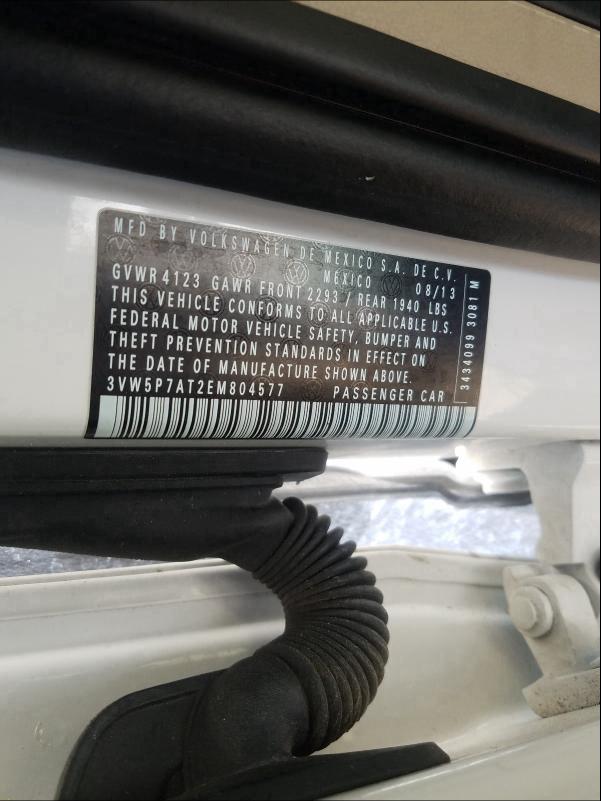 MFD BY VOLKSWAGEN DE MEXICO S.A. DE C.V.
MEXICO 08/13
GVWR 4123 GAWR FRONT 2293 / REAR 1940 LBS
THIS VEHICLE CONFORMS TO ALL APPLICABLE U.S.
FEDERAL MOTOR VEHICLE SAFETY, BUMPER AND
THEFT PREVENTION STANDARDS IN EFFECT ON
THE DATE OF MANUFACTURE SHOWN ABOVE.
3VW5P7AT2EM804577 PASSENGER CAR
3434099 3081 M